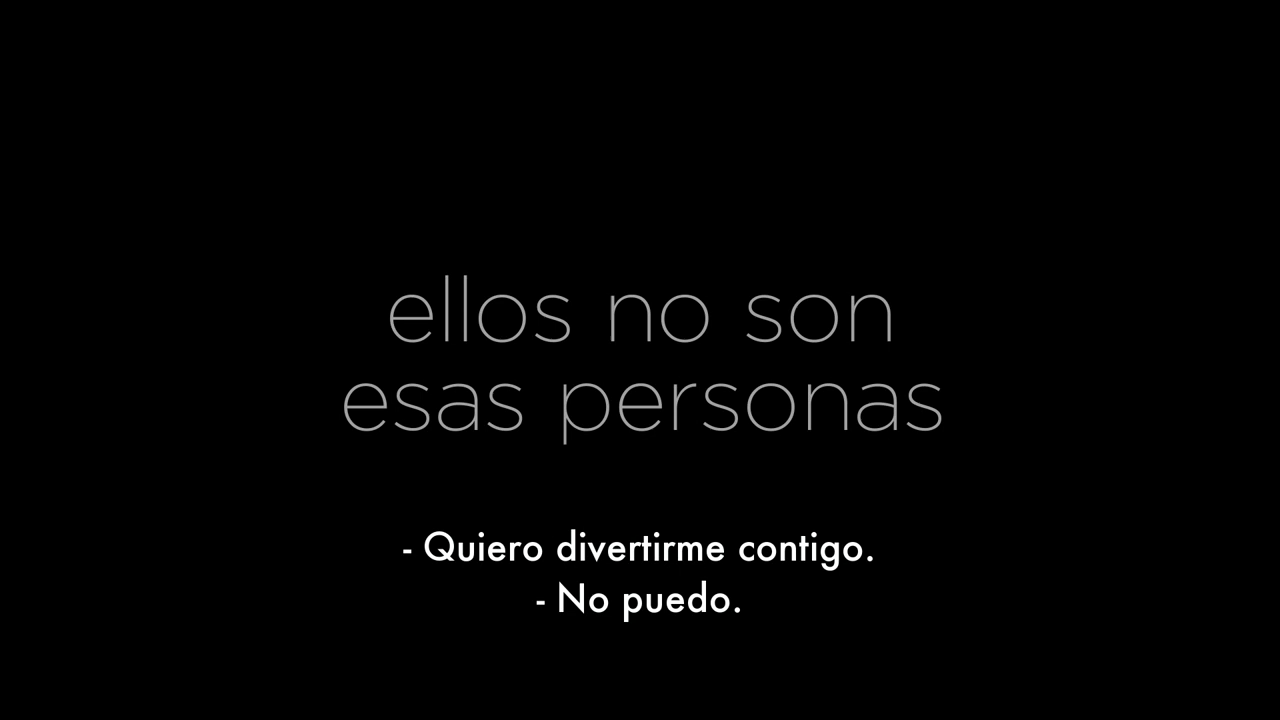 ellos no son
esas personas
- Quiero divertirme contigo.
- No puedo.